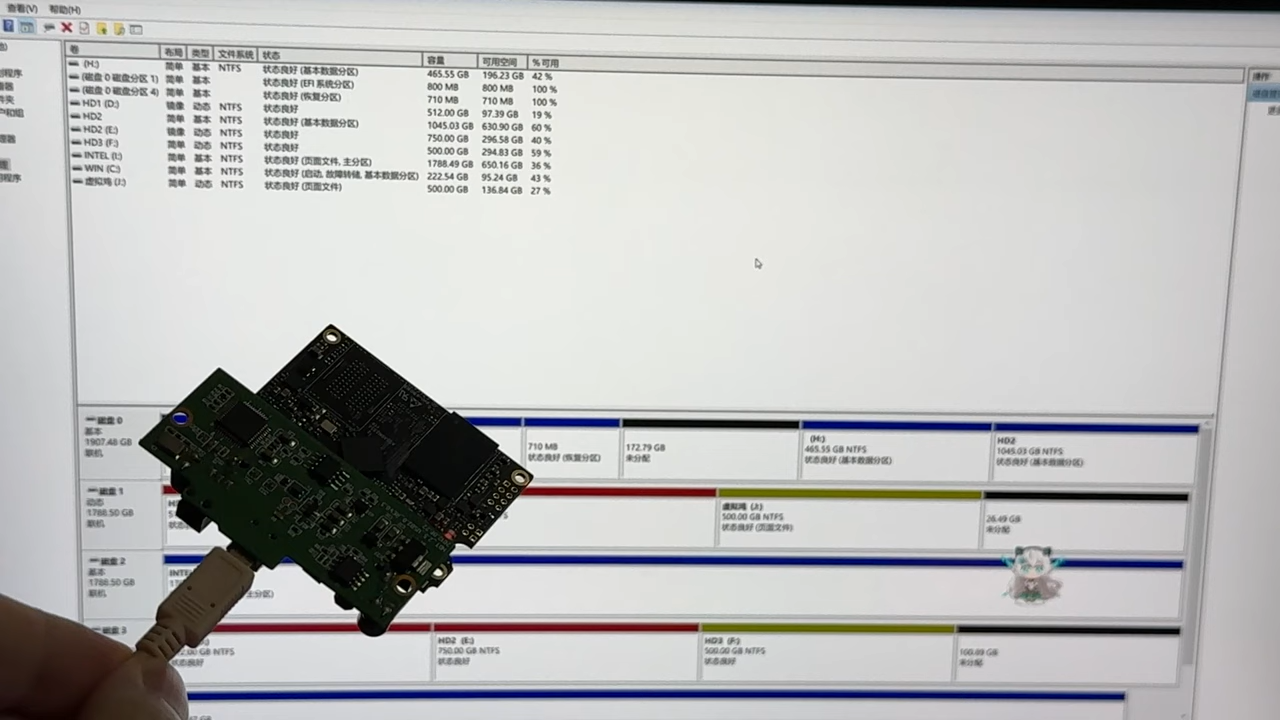 查看(V) 帮助(H)
卷 布局 类型 文件系统 状态 容量 可用空间 % 可用
(H:) 简单 基本 NTFS 状态良好 (基本数据分区) 465.55 GB 196.23 GB 42 %
(磁盘 0 磁盘分区 1) 简单 基本 状态良好 (EFI 系统分区) 800 MB 800 MB 100 %
(磁盘 0 磁盘分区 4) 简单 基本 状态良好 (恢复分区) 710 MB 710 MB 100 %
HD1 (D:) 镜像 动态 NTFS 状态良好 512.00 GB 97.39 GB 19 %
HD2 简单 基本 NTFS 状态良好 (基本数据分区) 1045.03 GB 630.90 GB 60 %
HD2 (E:) 镜像 动态 NTFS 状态良好 750.00 GB 296.58 GB 40 %
HD3 (F:) 简单 动态 NTFS 状态良好 500.00 GB 294.83 GB 59 %
INTEL (I:) 简单 基本 NTFS 状态良好 (页面文件, 主分区) 1788.49 GB 650.16 GB 36 %
WIN (C:) 简单 基本 NTFS 状态良好 (启动, 故障转储, 基本数据分区) 222.54 GB 95.24 GB 43 %
虚拟鸡 (J:) 简单 动态 NTFS 状态良好 (页面文件) 500.00 GB 136.84 GB 27 %
操作
磁盘 0
基本
1907.46 GB
联机
710 MB
状态良好 (恢复分区)
172.79 GB
未分配
(H:)
465.55 GB NTFS
状态良好 (基本数据分区)
HD2
1045.03 GB NTFS
状态良好 (基本数据分区)
磁盘 1
动态
1788.50 GB
联机
虚拟鸡 (J:)
500.00 GB NTFS
状态良好 (页面文件)
26.49 GB
未分配
磁盘 2
基本
1788.50 GB
联机
INTE
主分区)
磁盘 3
GB NTFS
状态良好
HD2 (E:)
750.00 GB NTFS
状态良好
HD3 (F:)
500.00 GB NTFS
状态良好
未分配